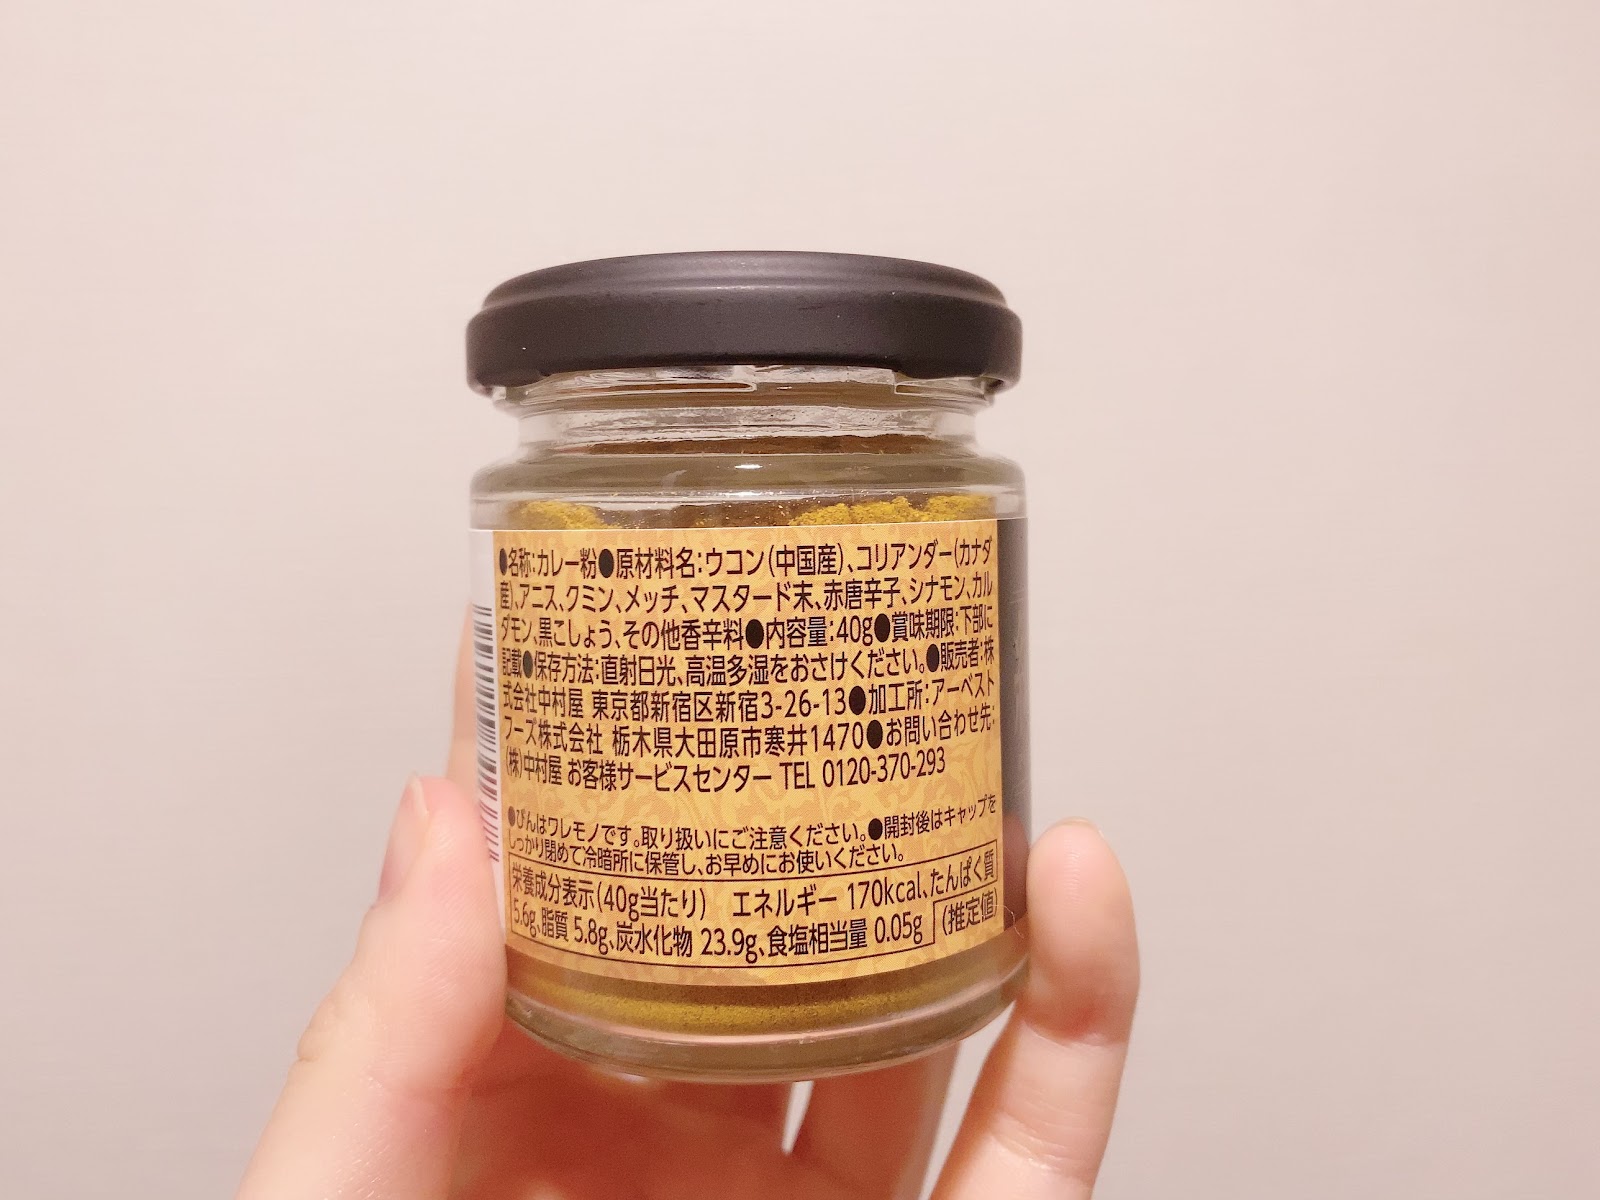 ●名称:カレー粉●原材料名:ウコン(中国産)、コリアンダー(カナダ
産)、アニス、クミン、メッチ、マスタード末、赤唐辛子、シナモン、カル
ダモン、黒こしょう、その他香辛料●内容量:40g●賞味期限:下部に
記載●保存方法:直射日光、高温多湿をおさけください。●販売者:株
式会社中村屋 東京都新宿区新宿3-26-13●加工所:アーベスト
フーズ株式会社 栃木県大田原市寒井1470●お問い合わせ先:
(株)中村屋 お客様サービスセンター TEL 0120-370-293
●びんはワレモノです。取り扱いにご注意ください。●開封後はキャップを
しっかり閉めて冷暗所に保管し、お早めにお使いください。
栄養成分表示(40g当たり) エネルギー 170kcal、たんぱく質
5.6g、脂質 5.8g、炭水化物 23.9g、食塩相当量 0.05g (推定値)